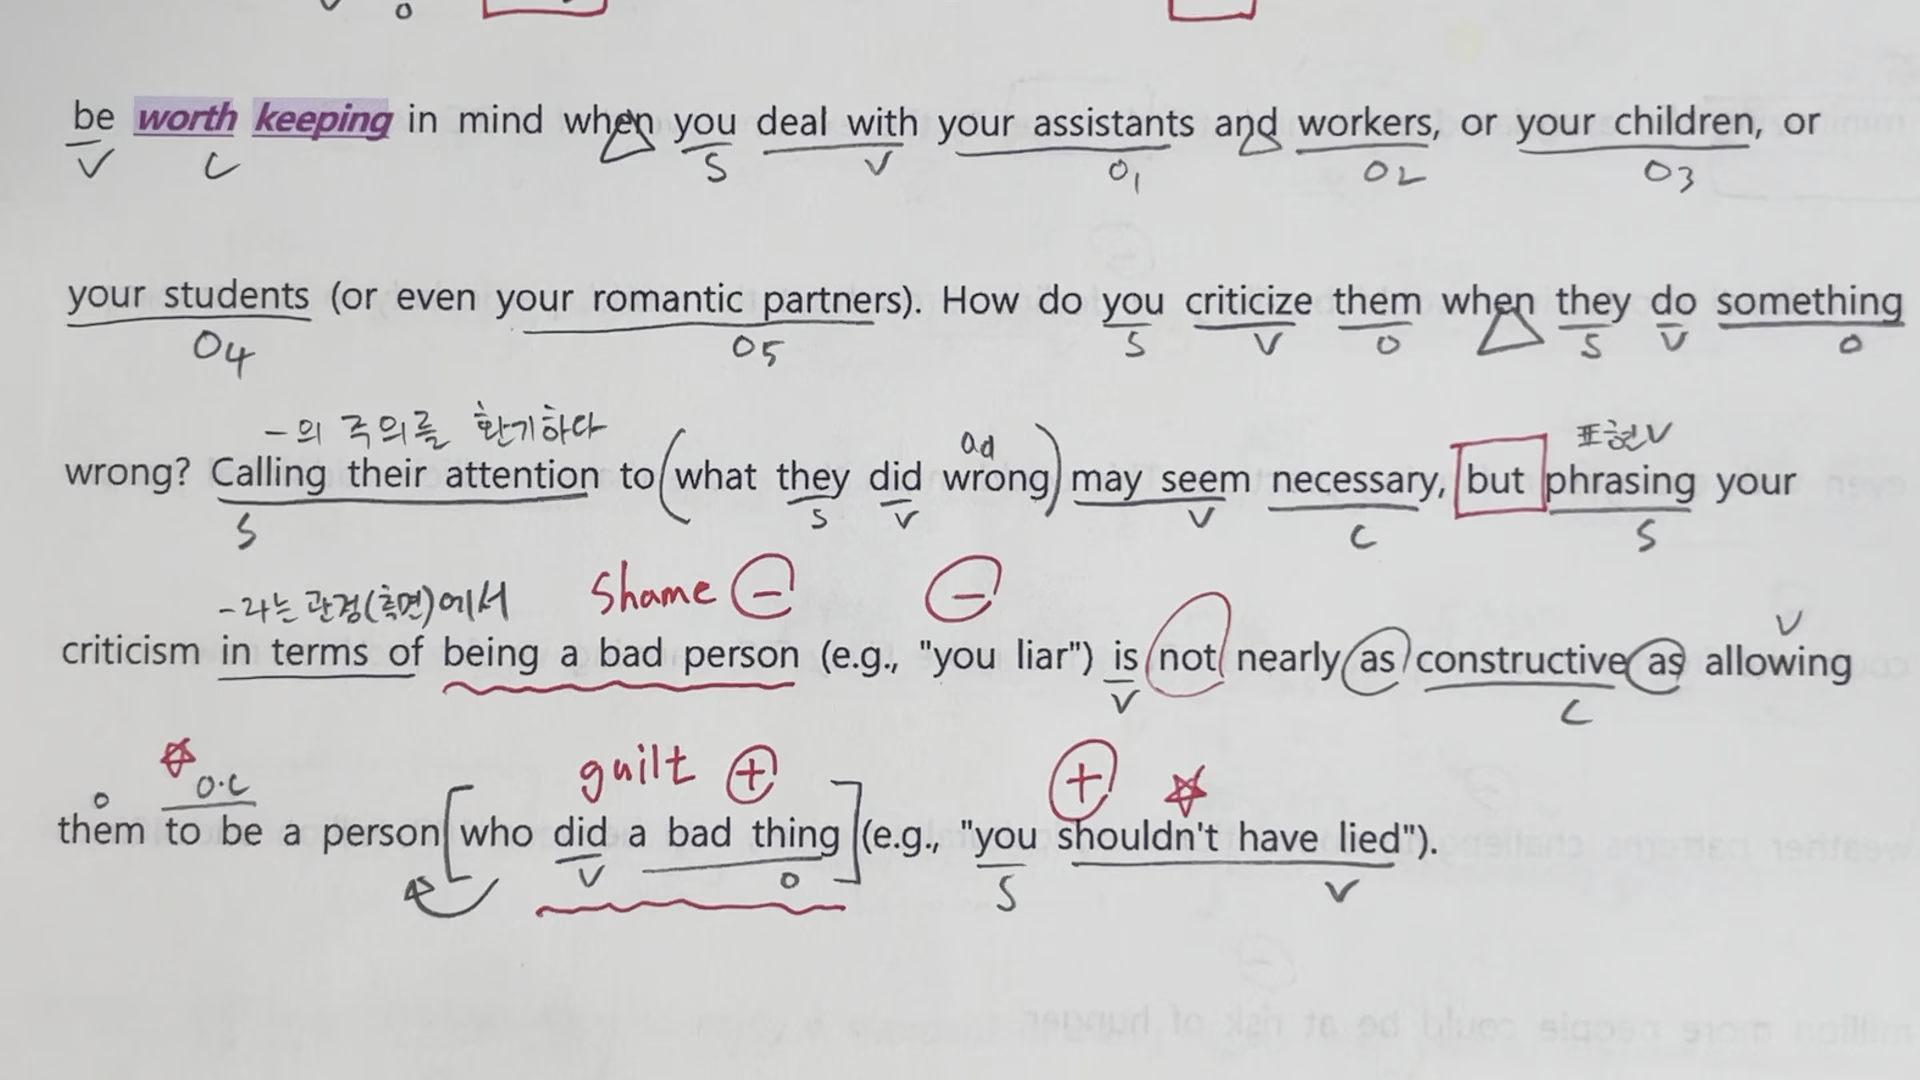 V O
be worth keeping in mind when you deal with your assistants and workers, or your children, or
V C S V O1 O2 O3
your students (or even your romantic partners). How do you criticize them when they do something
O4 O5 S V O S V O
-의 주의를 환기하다 ad 표현V
wrong? Calling their attention to (what they did wrong) may seem necessary, but phrasing your
S S V V C S
-라는 관점(측면)에서 Shame - - V
criticism in terms of being a bad person (e.g., "you liar") is not nearly as / constructive as allowing
V C
O O.C guilt + +
them to be a person [who did a bad thing] (e.g., "you shouldn't have lied").
V O S V